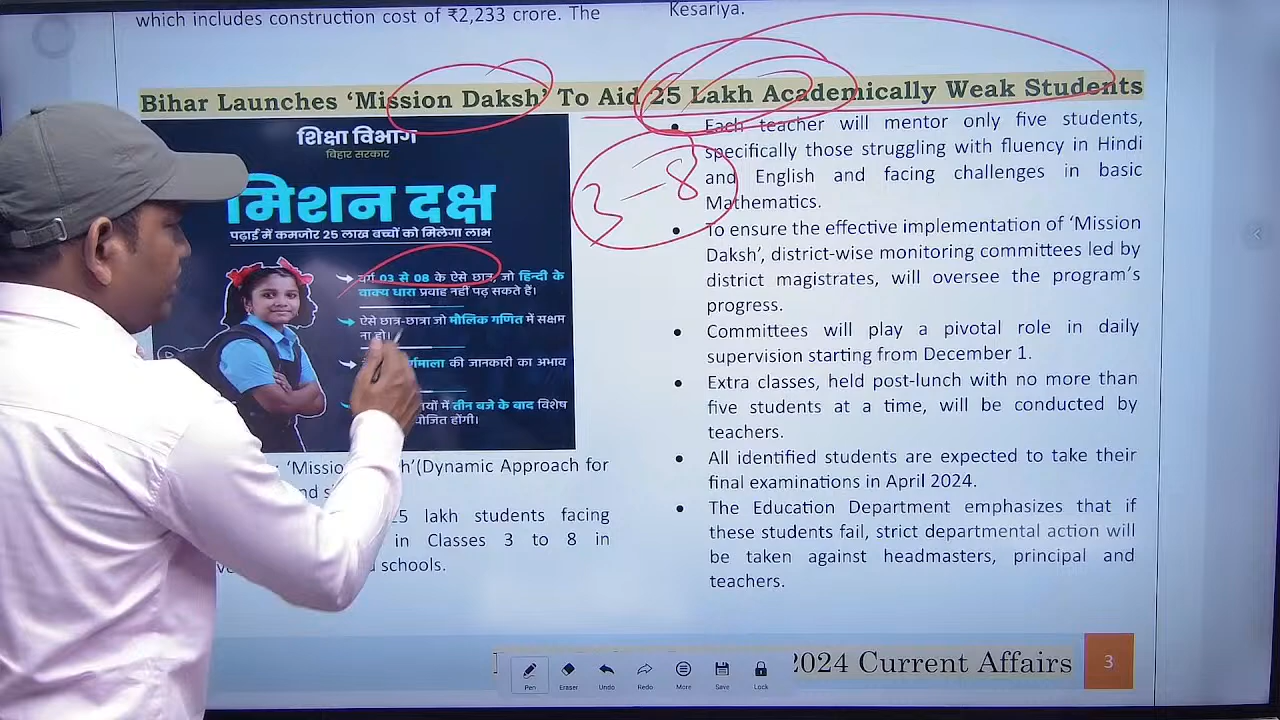 which includes construction cost of ₹2,233 crore. The
Kesariya.
Bihar Launches ‘Mission Daksh’ To Aid 25 Lakh Academically Weak Students
शिक्षा विभाग
बिहार सरकार
मिशन दक्ष
पढ़ाई में कमजोर 25 लाख बच्चों को मिलेगा लाभ
वर्ग 03 से 08 के ऐसे छात्र, जो हिन्दी के
वाक्य धारा प्रवाह नहीं पढ़ सकते हैं।
ऐसे छात्र-छात्रा जो मौलिक गणित में सक्षम
ना हो।
की जानकारी का अभाव
में तीन बजे के बाद विशेष
होंगी।
(Dynamic Approach for
lakh students facing
in Classes 3 to 8 in
schools.
3-8
• Each teacher will mentor only five students,
specifically those struggling with fluency in Hindi
and English and facing challenges in basic
Mathematics.
• To ensure the effective implementation of ‘Mission
Daksh’, district-wise monitoring committees led by
district magistrates, will oversee the program’s
progress.
• Committees will play a pivotal role in daily
supervision starting from December 1.
• Extra classes, held post-lunch with no more than
five students at a time, will be conducted by
teachers.
• All identified students are expected to take their
final examinations in April 2024.
• The Education Department emphasizes that if
these students fail, strict departmental action will
be taken against headmasters, principal and
teachers.
2024 Current Affairs 3
Pen Eraser Undo Redo More Save Lock